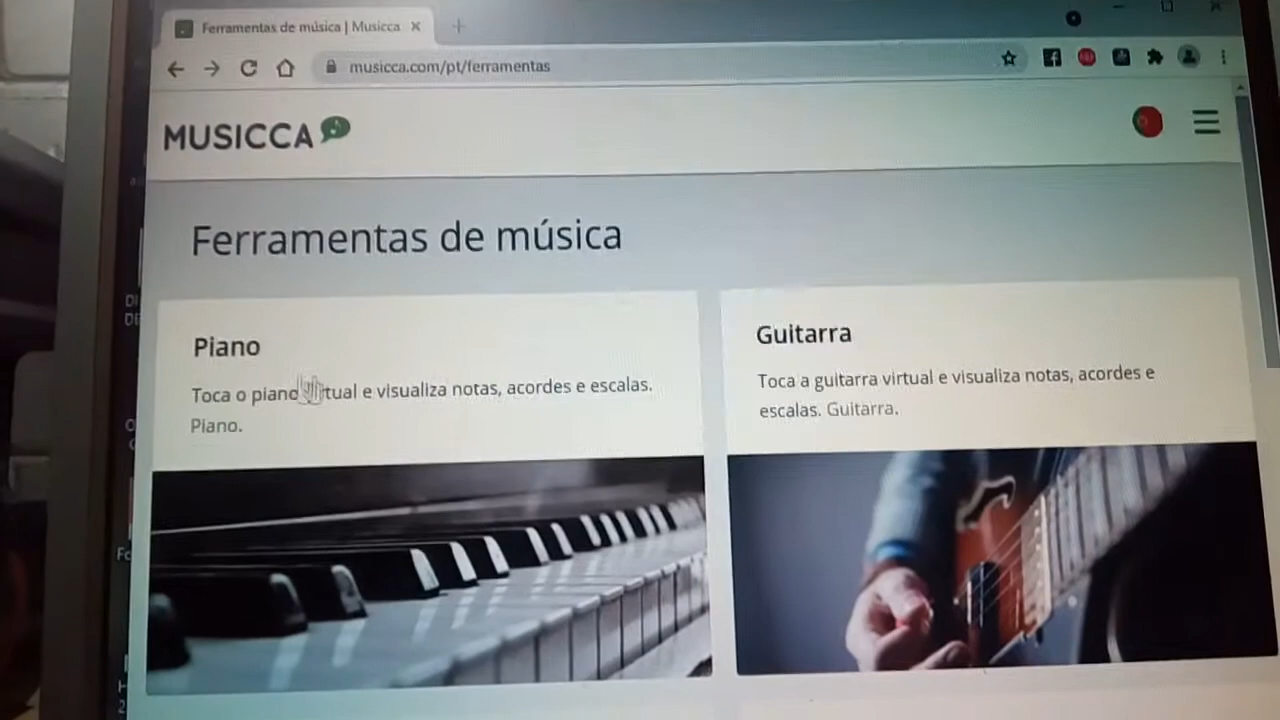 Ferramentas de música | Musicca
musicca.com/pt/ferramentas
MUSICCA
Ferramentas de música
Piano
Toca o piano virtual e visualiza notas, acordes e escalas.
Piano.
Guitarra
Toca a guitarra virtual e visualiza notas, acordes e
escalas. Guitarra.